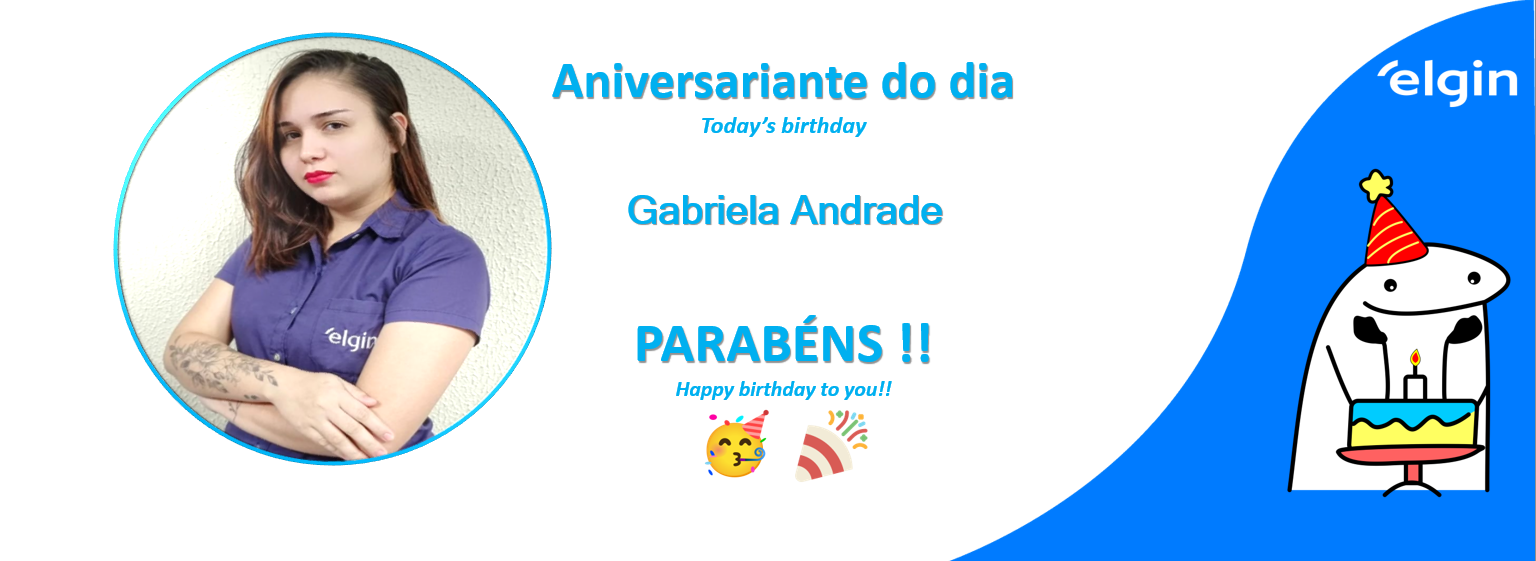 Aniversariante do dia
Today's birthday
Gabriela Andrade
PARABÉNS !!
Happy birthday to you!!
elgin
elgin